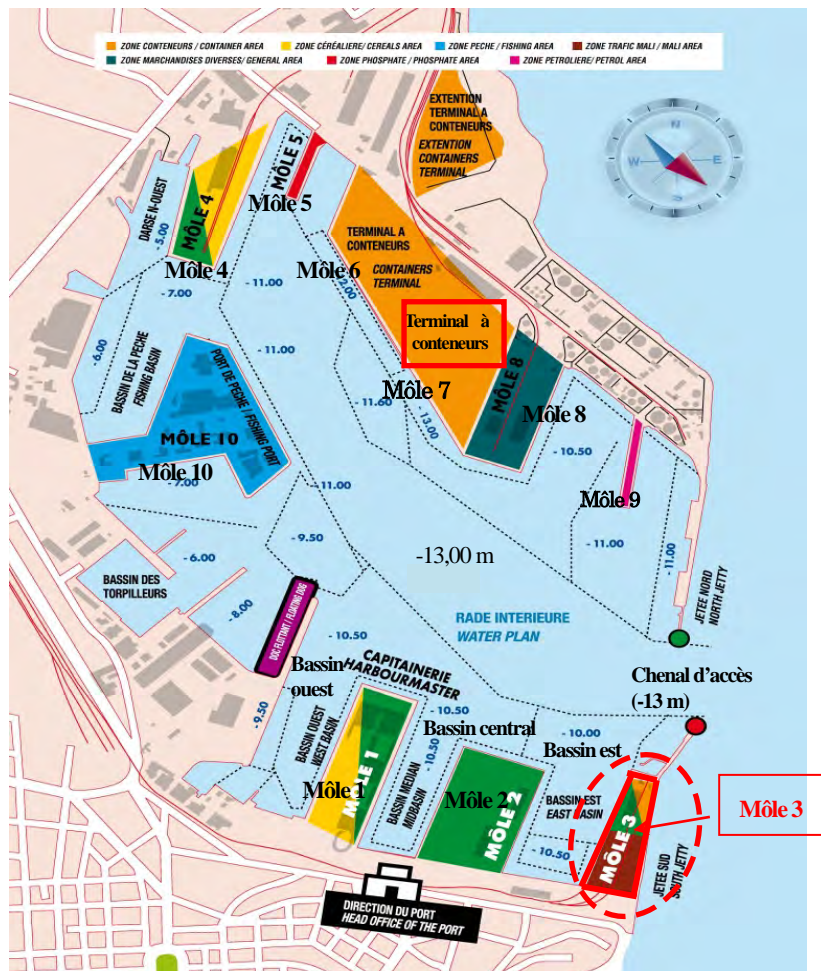 ZONE CONTENEURS / CONTAINER AREA
ZONE CÉRÉALIERE/ CEREALS AREA
ZONE PECHE / FISHING AREA
ZONE TRAFIC MALI / MALI AREA
ZONE MARCHANDISES DIVERSES/ GENERAL AREA
ZONE PHOSPHATE / PHOSPHATE AREA
ZONE PETROLIERE/ PETROL AREA
EXTENTION
TERMINAL A
CONTENEURS
EXTENTION
CONTAINERS
TERMINAL
N
W
E
S
MÔLE 5
Môle 5
MÔLE 4
Môle 4
DARSE N-OUEST
- 5.00
- 7.00
- 11.00
TERMINAL A
CONTENEURS
CONTAINERS
TERMINAL
Môle 6
2.00
Terminal à
conteneurs
- 6.00
BASSIN DE LA PECHE
FISHING BASIN
- 11.00
Môle 7
- 11.60
- 13.00
MÔLE 8
Môle 8
PORT DE PECHE / FISHING PORT
MÔLE 10
Môle 10
- 7.00
- 11.00
- 10.50
Môle 9
- 9.50
- 11.00
- 11.00
-13,00 m
- 6.00
BASSIN DES
TORPILLEURS
- 8.00
DOC FLOTTANT / FLOATING DOG
- 10.50
RADE INTERIEURE
WATER PLAN
JETEE NORD
NORTH JETTY
Chenal d'accès
(-13 m)
Bassin
ouest
CAPITAINERIE
HARBOURMASTER
- 9.50
- 10.50
Bassin central
- 10.00
Bassin est
BASSIN OUEST
WEST BASIN
- 10.50
BASSIN MEDIAN
MIDBASIN
Môle 1
MÔLE 1
Môle 2
MÔLE 2
BASSIN EST
EAST BASIN
- 10.50
MÔLE 3
Môle 3
JETEE SUD
SOUTH JETTY
DIRECTION DU PORT
HEAD OFFICE OF THE PORT